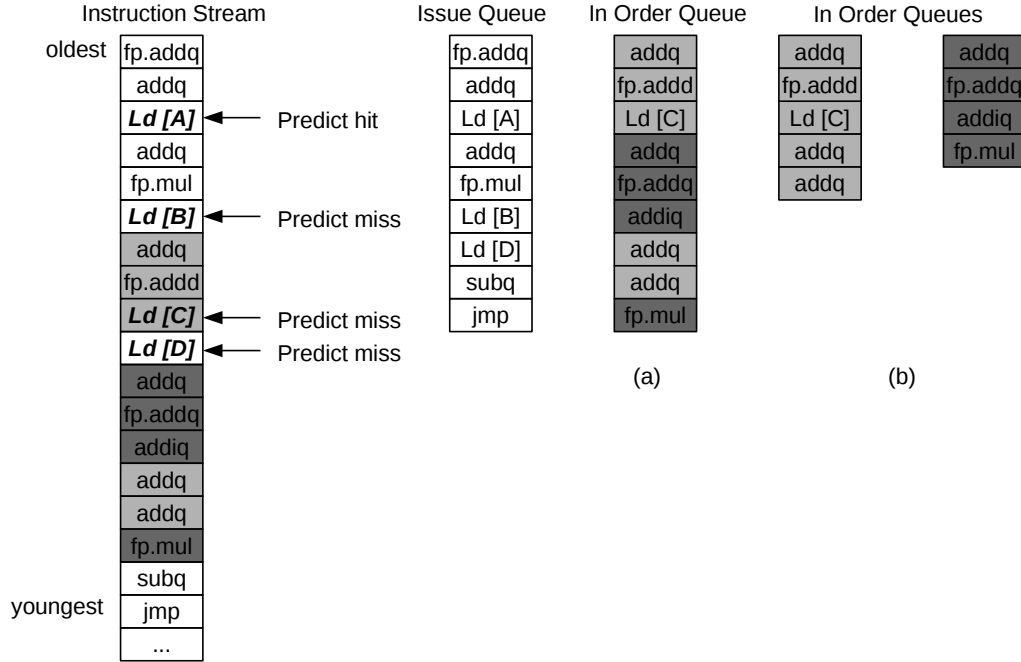 Instruction Stream
oldest
fp.addq
addq
Ld [A]
Predict hit
addq
fp.mul
Ld [B]
Predict miss
addq
fp.addd
Ld [C]
Predict miss
Ld [D]
Predict miss
addq
fp.addq
addiq
addq
addq
fp.mul
subq
youngest
jmp
...
Issue Queue
fp.addq
addq
Ld [A]
addq
fp.mul
Ld [B]
Ld [D]
subq
jmp
In Order Queue
addq
fp.addd
Ld [C]
addq
fp.addq
addiq
addq
addq
fp.mul
(a)
In Order Queues
addq
fp.addd
Ld [C]
addq
addq
addq
fp.addq
addiq
fp.mul
(b)